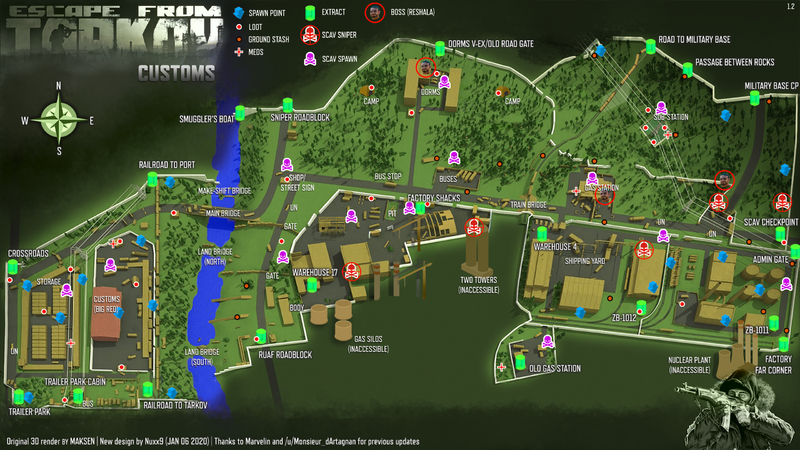 ESCAPE FROM
TARKOV
CUSTOMS
SPAWN POINT
LOOT
GROUND STASH
MEDS
EXTRACT
SCAV SNIPER
SCAV SPAWN
BOSS (RESHALA)
1.2
N
W
E
S
DORMS V-EX/OLD ROAD GATE
ROAD TO MILITARY BASE
PASSAGE BETWEEN ROCKS
MILITARY BASE CP
DORMS
CAMP
CAMP
SMUGGLER'S BOAT
SNIPER ROADBLOCK
SUB-STATION
RAILROAD TO PORT
SHOP/
STREET SIGN
BUS STOP
BUSES
GAS STATION
MAKE-SHIFT BRIDGE
MAIN BRIDGE
UN
FACTORY SHACKS
PIT
TRAIN BRIDGE
UN
UN
SCAV CHECKPOINT
CROSSROADS
LAND BRIDGE
(NORTH)
GATE
GATE
WAREHOUSE 4
SHIPPING YARD
ADMIN GATE
STORAGE
CUSTOMS
(BIG RED)
WAREHOUSE-17
TWO TOWERS
(INACCESSIBLE)
BODY
ZB-1012
ZB-1011
UN
LAND BRIDGE
(SOUTH)
RUAF ROADBLOCK
GAS SILOS
(INACCESSIBLE)
NUCLEAR PLANT
(INACCESSIBLE)
FACTORY
FAR CORNER
OLD GAS STATION
TRAILER PARK CABIN
TRAILER PARK
BUS
RAILROAD TO TARKOV
Original 3D render by MAKSEN | New design by Nuxx9 (JAN 06 2020) | Thanks to Marvelin and /u/Monsieur_dArtagnan for previous updates